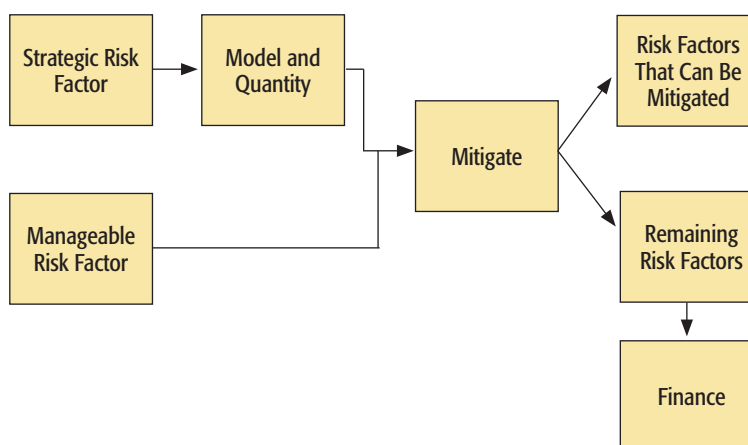 Strategic Risk
Factor
Model and
Quantity
Risk Factors
That Can Be
Mitigated
Mitigate
Manageable
Risk Factor
Remaining
Risk Factors
Finance